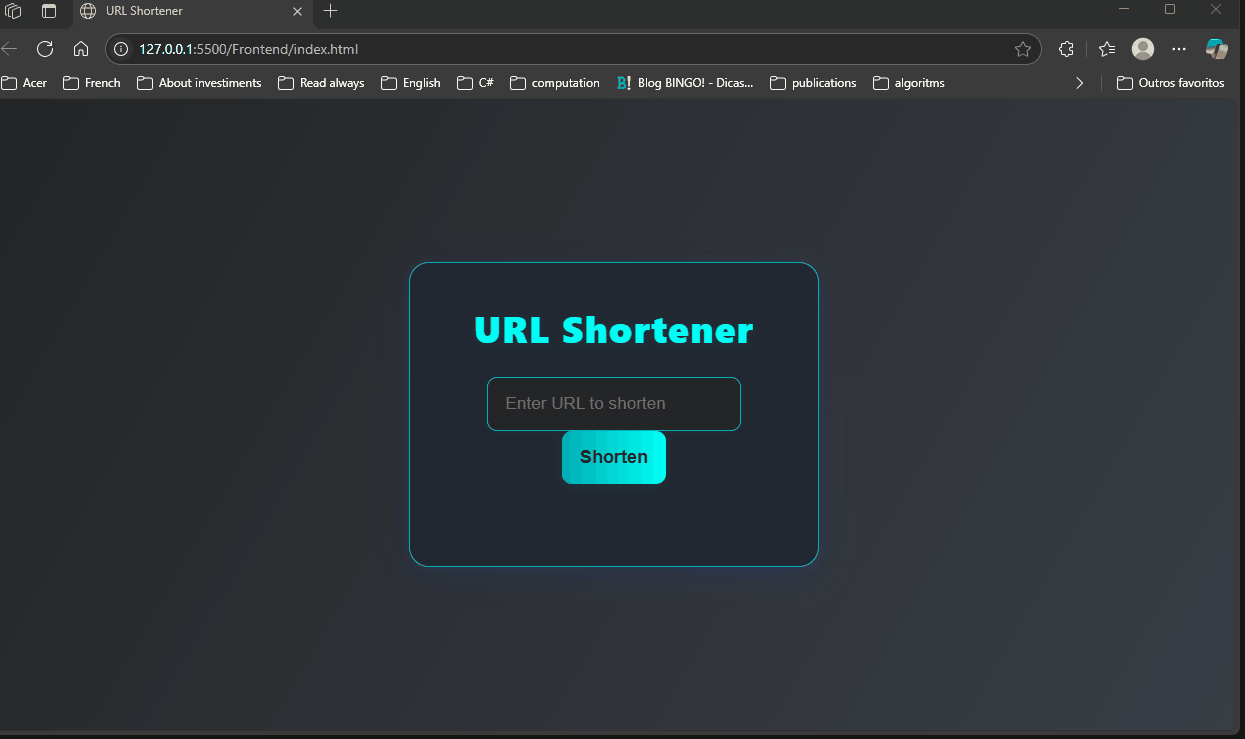 URL Shortener
127.0.0.1:5500/Frontend/index.html
Acer French About investiments Read always English C# computation B! Blog BINGO! - Dicas... publications algoritms Outros favoritos
URL Shortener
Enter URL to shorten
Shorten